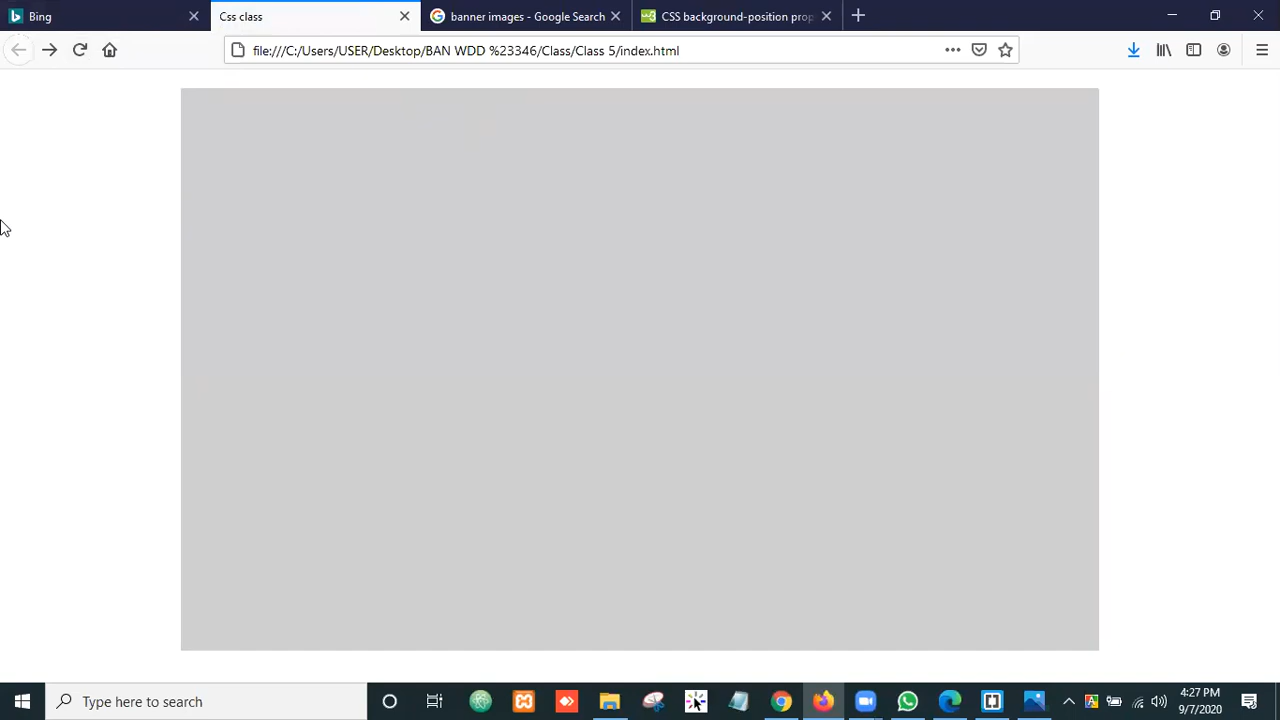 Bing
Css class
banner images - Google Search
CSS background-position prop
file:///C:/Users/USER/Desktop/BAN WDD %23346/Class/Class 5/index.html
Type here to search
4:27 PM
9/7/2020